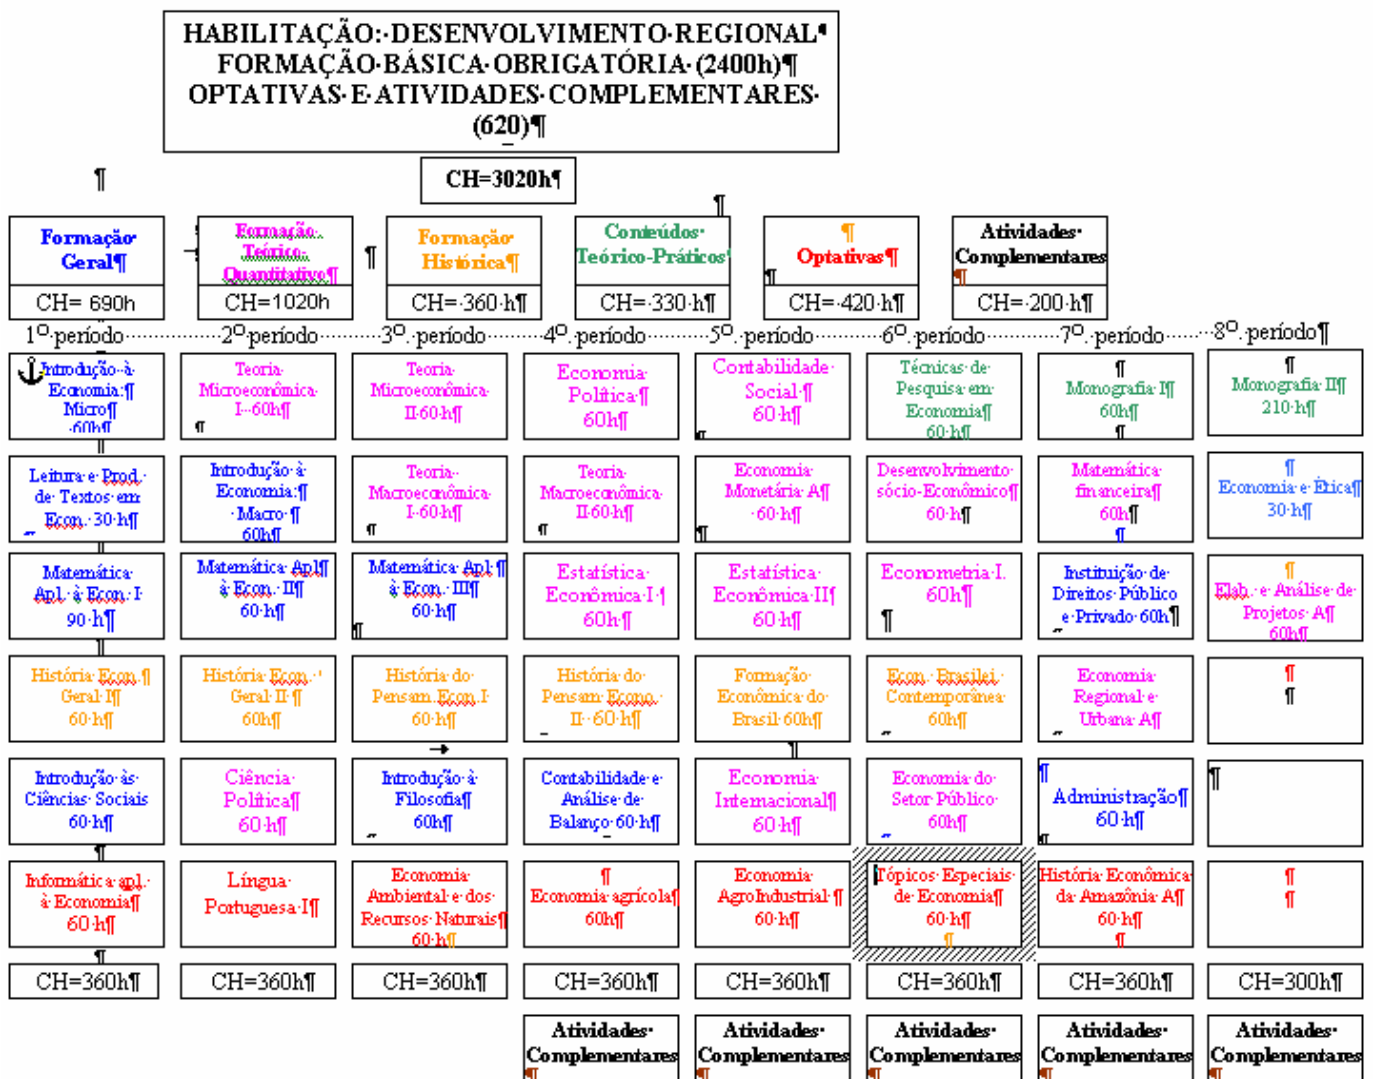 HABILITAÇÃO: DESENVOLVIMENTO REGIONAL
FORMAÇÃO BÁSICA OBRIGATÓRIA (2400h)¶
OPTATIVAS E ATIVIDADES COMPLEMENTARES
(620)¶
CH=3020h¶
Formação
Geral¶
CH= 690h
Formação
Teórico-
Quantitativo¶
CH=1020h
Formação
Histórica¶
CH= 360 h¶
Conteúdos
Teórico-Práticos
CH= 330 h¶
Optativas¶
CH= 420 h¶
Atividades
Complementares
CH= 200 h¶
1º período 2º período 3º. período 4º. período 5º. período 6º. período 7º. período 8º. período¶
Introdução à
Economia:¶
Micro¶
60h¶
Teoria
Microeconômica
I 60h¶
Teoria
Microeconômica
II 60 h¶
Economia
Política¶
60h¶
Contabilidade
Social ¶
60 h¶
Técnicas de
Pesquisa em
Economia¶
60 h¶
Monografia I¶
60h¶
Monografia II¶
210 h¶
Leitura e Prod.
de Textos em
Econ. 30 h¶
Introdução à
Economia:¶
Macro ¶
60h¶
Teoria
Macroeconômica
I 60 h¶
Teoria
Macroeconômica
II 60 h¶
Economia
Monetária A¶
60 h¶
Desenvolvimento
sócio-Econômico¶
60 h¶
Matemática
financeira¶
60h¶
Economia e Ética¶
30 h¶
Matemática
Apl. à Econ. I
90 h¶
Matemática Apl¶
à Econ. II¶
60 h¶
Matemática Apl ¶
à Econ. III¶
60 h¶
Estatística
Econômica I ¶
60h¶
Estatística
Econômica II¶
60 h¶
Econometria I.
60h¶
Instituição de
Direitos Público
e Privado 60h¶
Elab. e Análise de
Projetos A¶
60h¶
História Econ. ¶
Geral I¶
60 h¶
História Econ.
Geral II ¶
60h¶
História do
Pensam. Econ. I
60 h¶
História do
Pensam Econo.
II 60 h¶
Formação
Econômica do
Brasil 60h¶
Econ. Brasilei.
Contemporânea
60h¶
Economia
Regional e
Urbana A¶
Introdução às
Ciências Sociais
60 h¶
Ciência
Política¶
60 h¶
Introdução à
Filosofia¶
60h¶
Contabilidade e
Análise de
Balanço 60 h¶
Economia
Internacional¶
60 h¶
Economia do
Setor Público
60h¶
Administração¶
60 h¶
Informática apl.
à Economia¶
60 h¶
Língua
Portuguesa I¶
Economia
Ambiental e dos
Recursos Naturais¶
60 h¶
Economia agrícola¶
60h¶
Economia
AgroIndustrial ¶
60 h¶
Tópicos Especiais
de Economia¶
60 h¶
História Econômica
da Amazônia A¶
60 h¶
CH=360h¶
CH=360h¶
CH=360h¶
CH=360h¶
CH=360h¶
CH=360h¶
CH=360h¶
CH=300h¶
Atividades
Complementares
Atividades
Complementares
Atividades
Complementares
Atividades
Complementares
Atividades
Complementares